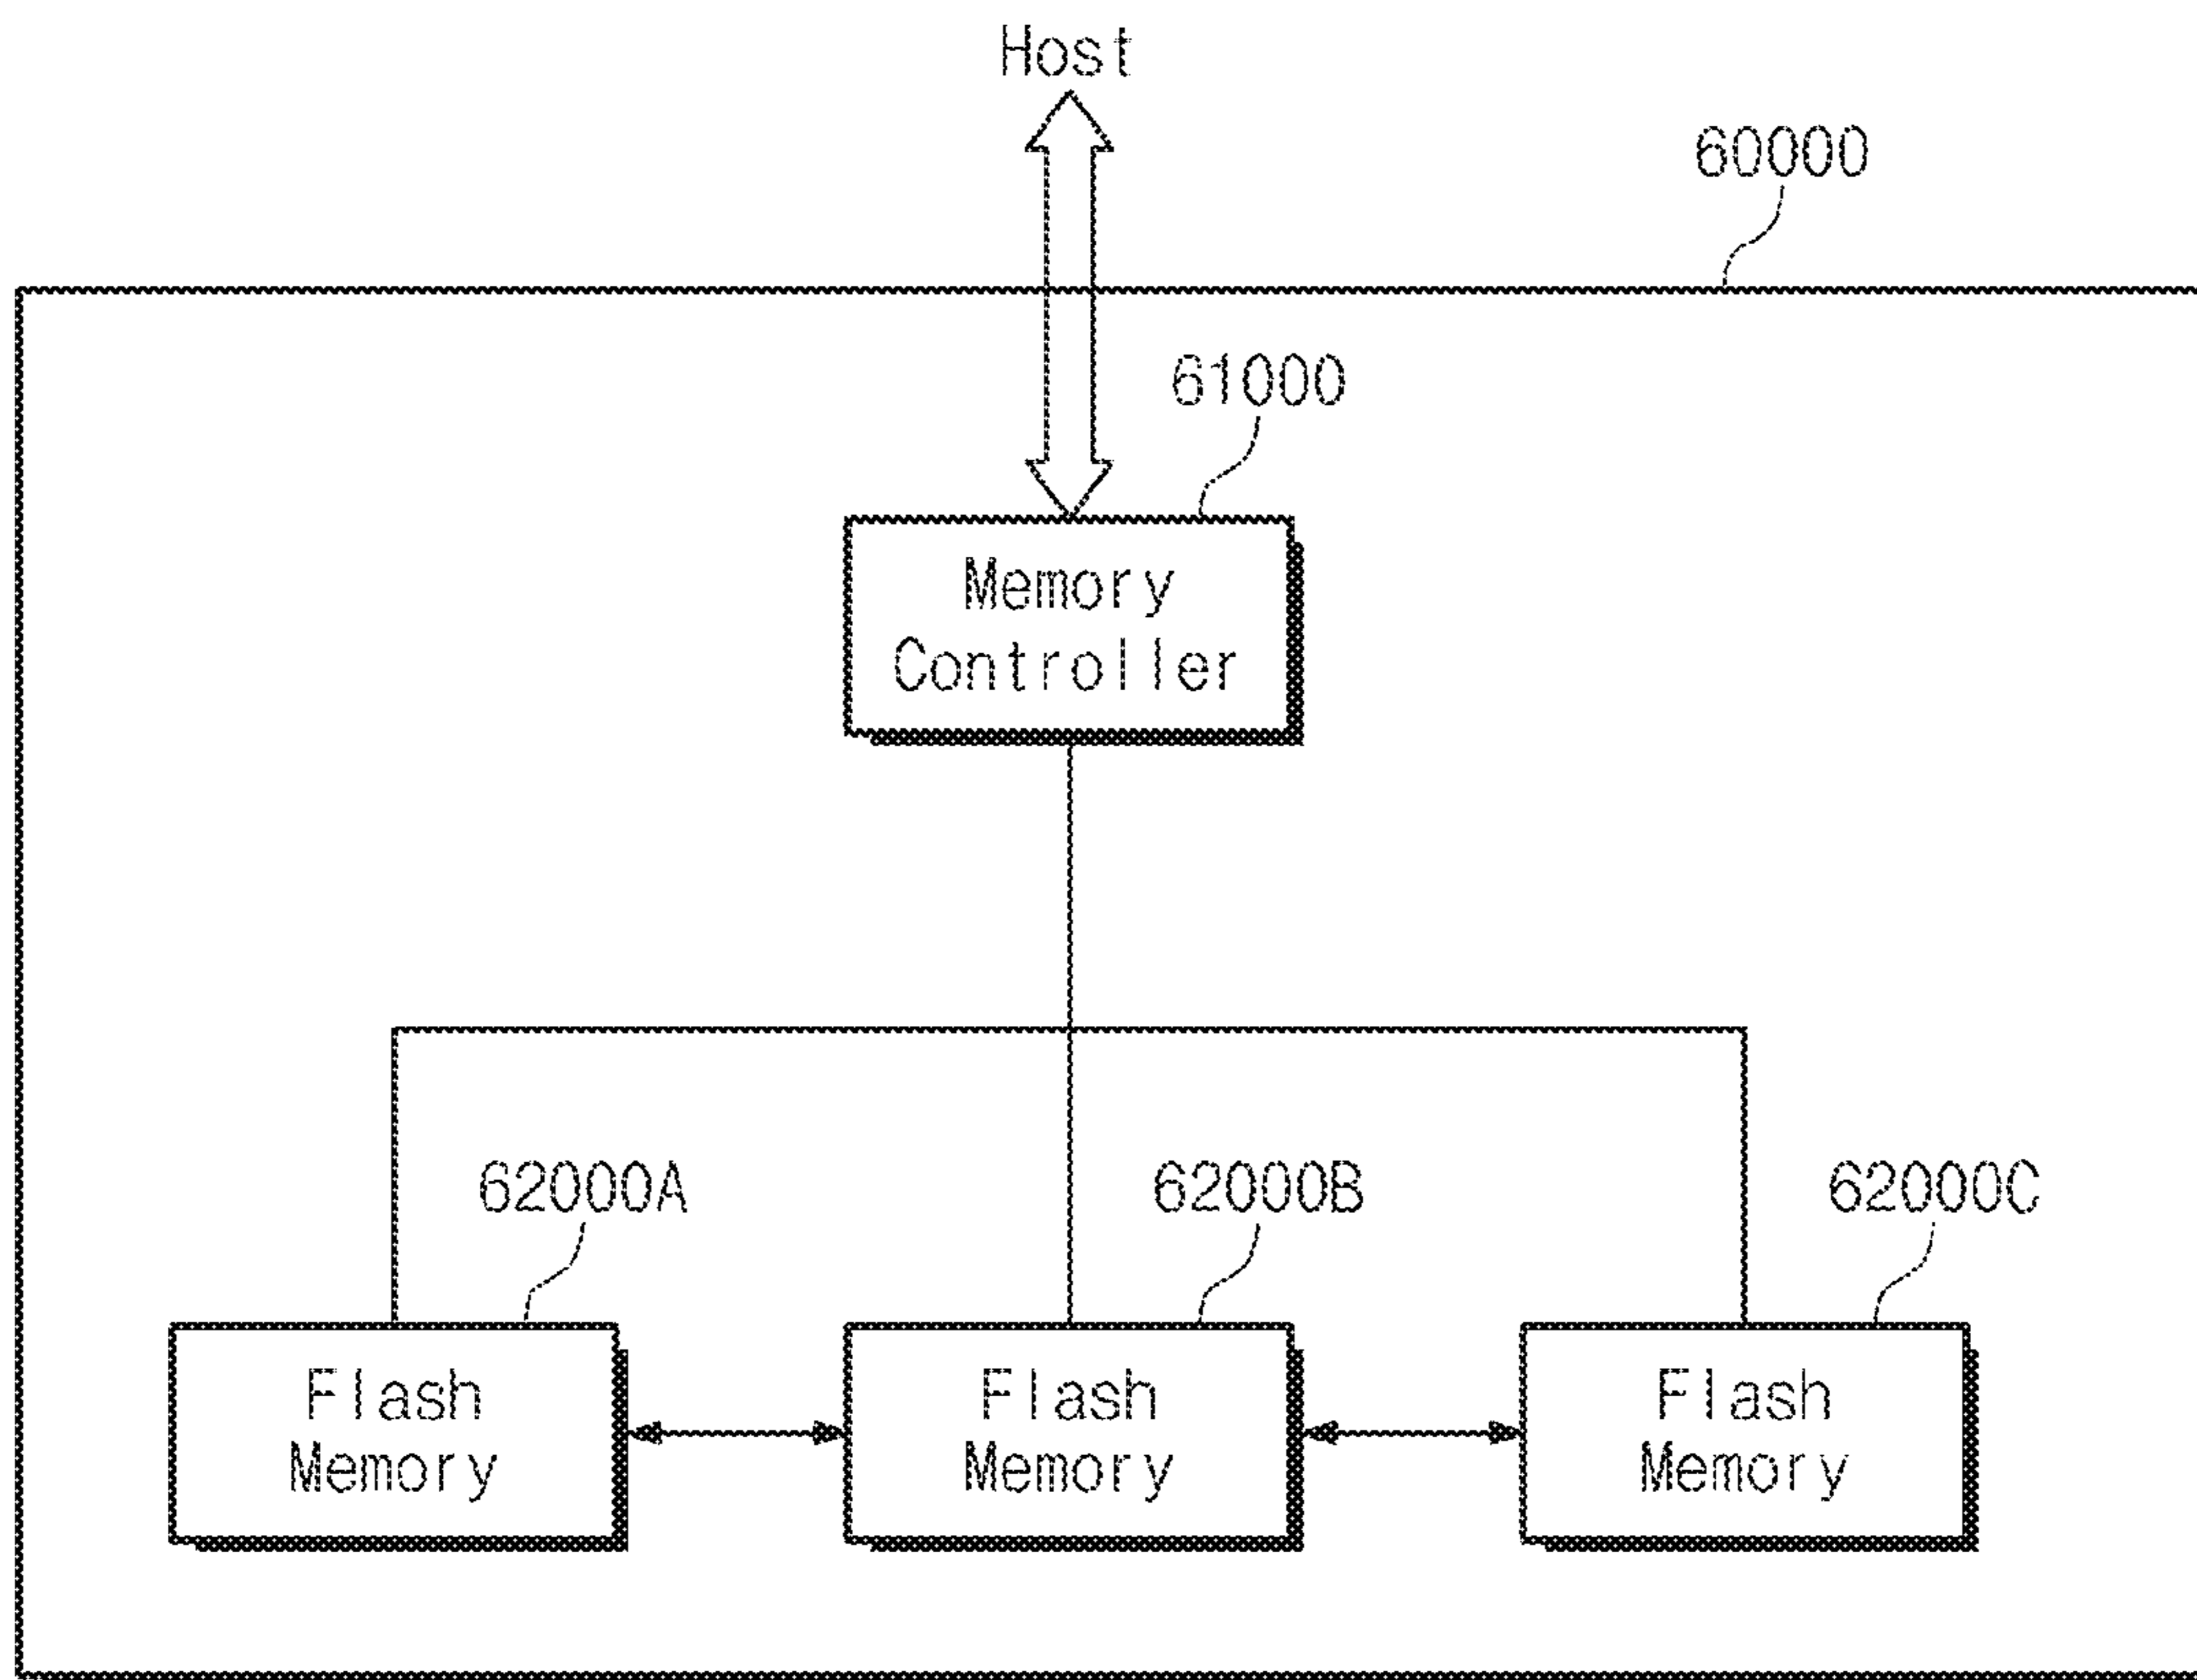 Host
60000
61000
Memory
Controller
62000A
62000B
62000C
Flash
Memory
Flash
Memory
Flash
Memory